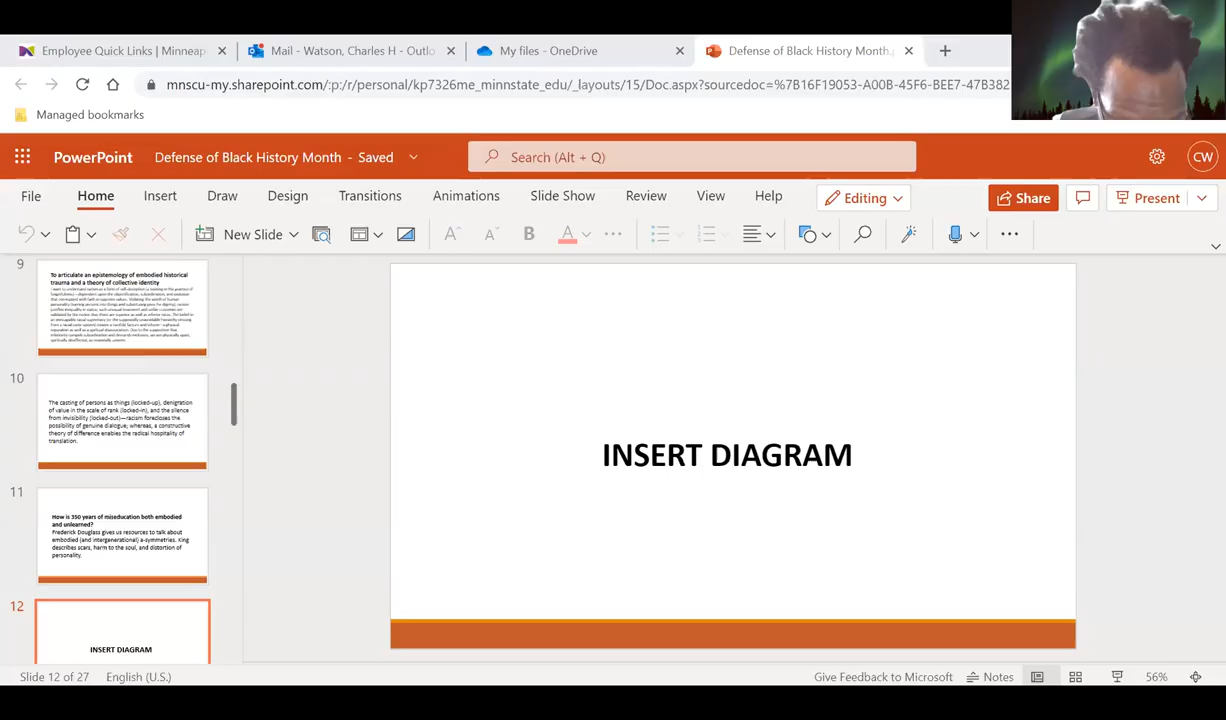 Employee Quick Links | Minneap
Mail - Watson, Charles H - Outlo
My files - OneDrive
Defense of Black History Month.
mnscu-my.sharepoint.com/:p:/r/personal/kp7326me_minnstate_edu/_layouts/15/Doc.aspx?sourcedoc=%7B16F19053-A00B-45F6-BEE7-47B382
Managed bookmarks
PowerPoint
Defense of Black History Month - Saved
Search (Alt + Q)
CW
File
Home
Insert
Draw
Design
Transitions
Animations
Slide Show
Review
View
Help
Editing
Share
Present
New Slide
9
To articulate an epistemology of embodied historical
trauma and a theory of collective identity
10
The casting of persons as things (locked-up), denigration
of value in the scale of rank (locked-in), and the silence
from invisibility (locked-out)—racism forecloses the
possibility of genuine dialogue; whereas, a constructive
theory of difference enables the radical hospitality of
translation.
11
How is 350 years of miseducation both embodied
and unlearned?
Frederick Douglass gives us resources to talk about
embodied (and intergenerational) a-symmetries. King
describes scars, harm to the soul, and distortion of
personality.
12
INSERT DIAGRAM
INSERT DIAGRAM
Slide 12 of 27
English (U.S.)
Give Feedback to Microsoft
Notes
56%